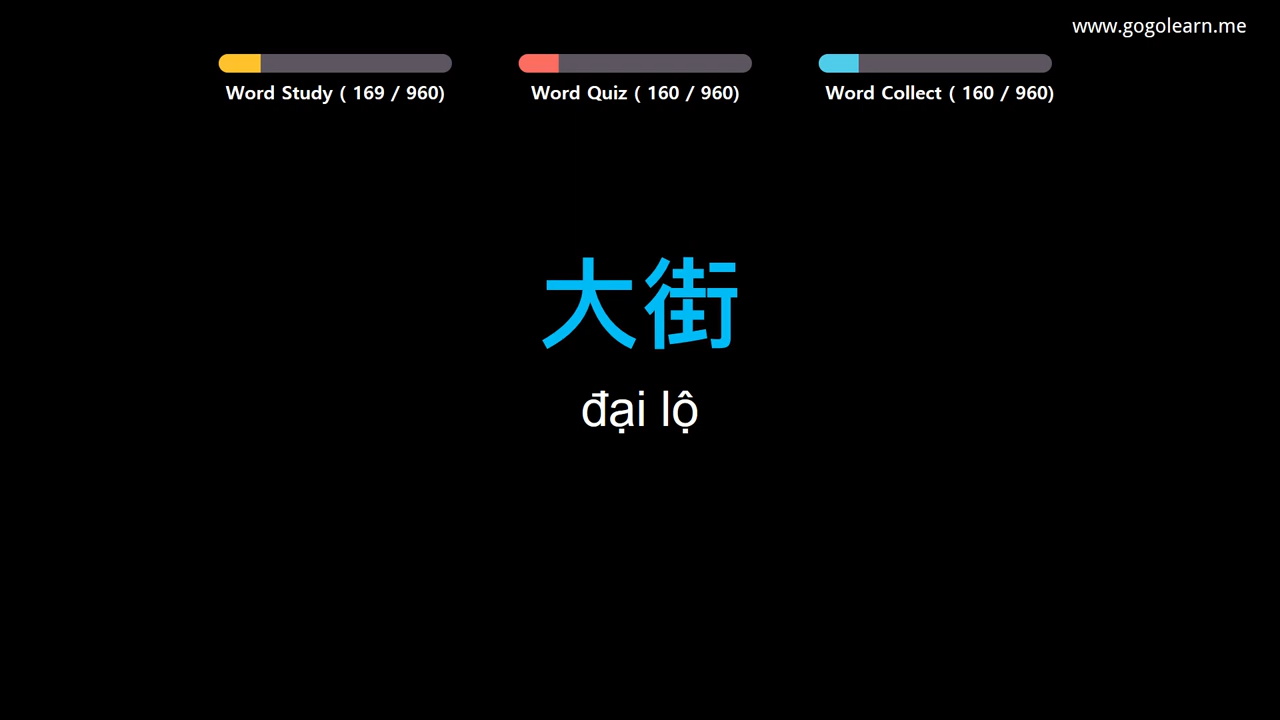 www.gogolearn.me
Word Study ( 169 / 960)
Word Quiz ( 160 / 960)
Word Collect ( 160 / 960)
大街
đại lộ